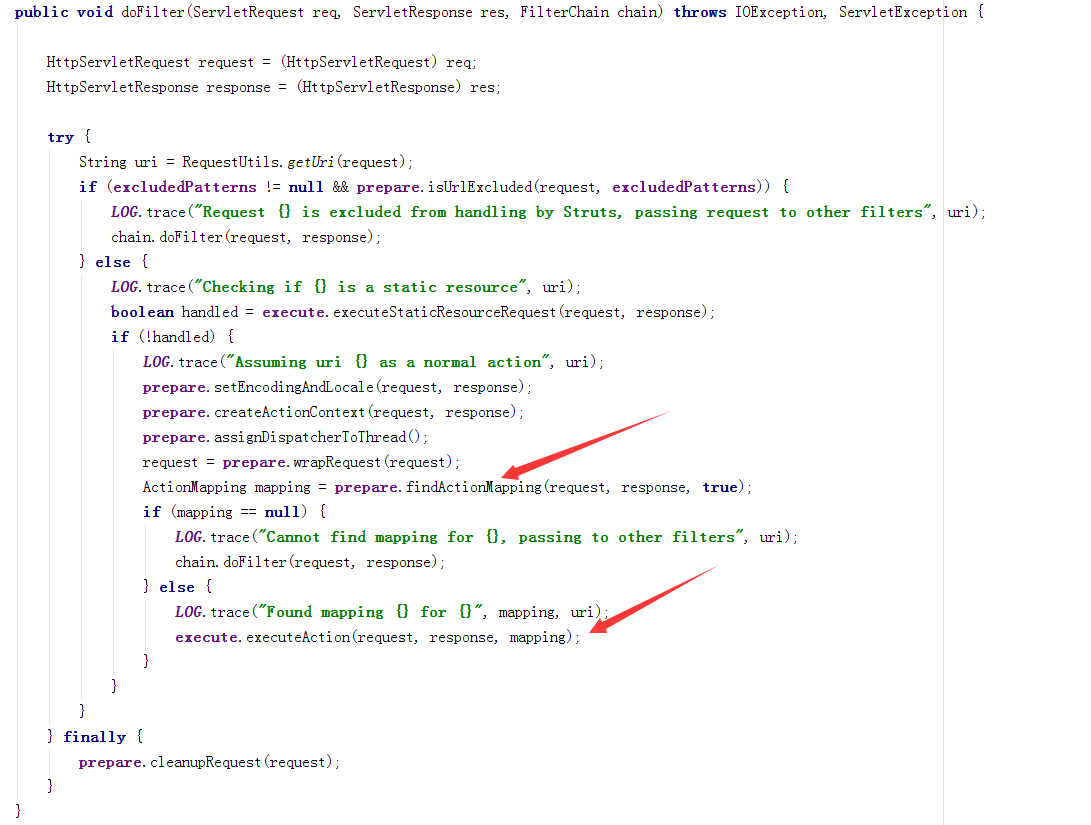 public void doFilter(ServletRequest req, ServletResponse res, FilterChain chain) throws IOException, ServletException {
HttpServletRequest request = (HttpServletRequest) req;
HttpServletResponse response = (HttpServletResponse) res;
try {
String uri = RequestUtils.getUri(request);
if (excludedPatterns != null && prepare.isUrlExcluded(request, excludedPatterns)) {
LOG.trace("Request {} is excluded from handling by Struts, passing request to other filters", uri);
chain.doFilter(request, response);
} else {
LOG.trace("Checking if {} is a static resource", uri);
boolean handled = execute.executeStaticResourceRequest(request, response);
if (!handled) {
LOG.trace("Assuming uri {} as a normal action", uri);
prepare.setEncodingAndLocale(request, response);
prepare.createActionContext(request, response);
prepare.assignDispatcherToThread();
request = prepare.wrapRequest(request);
ActionMapping mapping = prepare.findActionMapping(request, response, true);
if (mapping == null) {
LOG.trace("Cannot find mapping for {}, passing to other filters", uri);
chain.doFilter(request, response);
} else {
LOG.trace("Found mapping {} for {}", mapping, uri);
execute.executeAction(request, response, mapping);
}
}
}
} finally {
prepare.cleanupRequest(request);
}
}